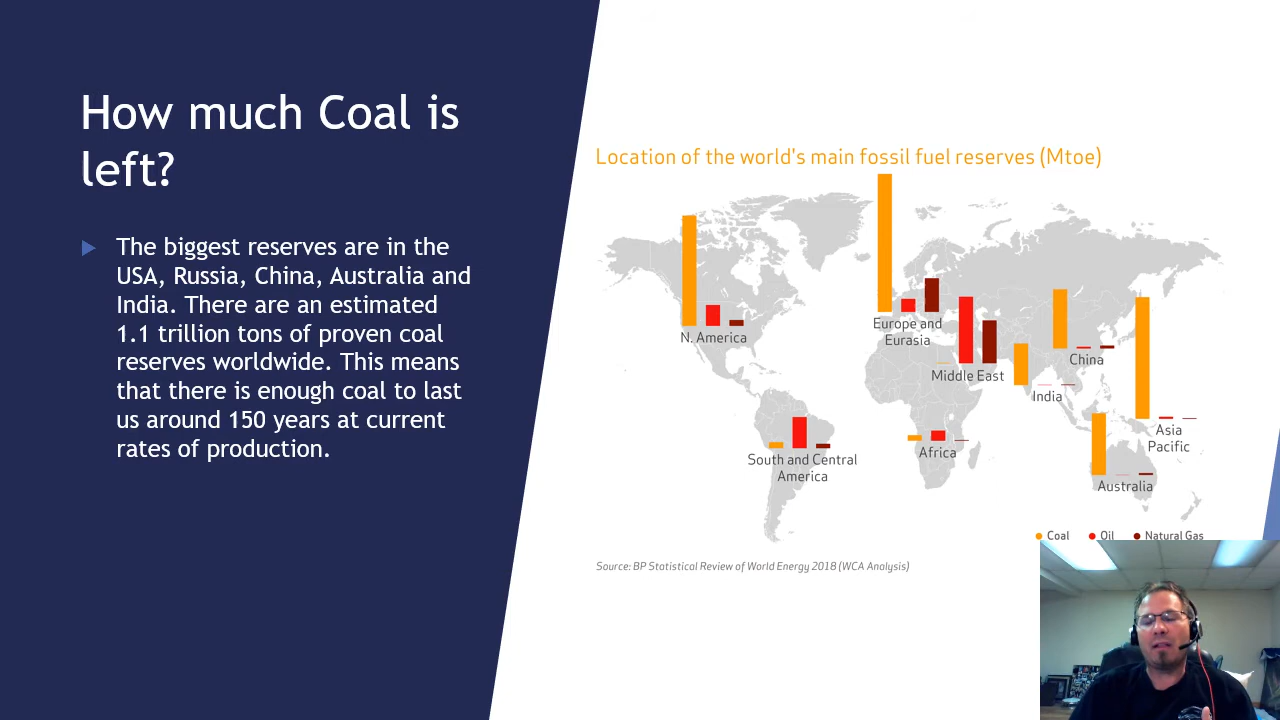 How much Coal is
left?
The biggest reserves are in the
USA, Russia, China, Australia and
India. There are an estimated
1.1 trillion tons of proven coal
reserves worldwide. This means
that there is enough coal to last
us around 150 years at current
rates of production.
Location of the world's main fossil fuel reserves (Mtoe)
N. America
Europe and
Eurasia
Middle East
China
India
Asia
Pacific
South and Central
America
Africa
Australia
Coal Oil Natural Gas
Source: BP Statistical Review of World Energy 2018 (WCA Analysis)